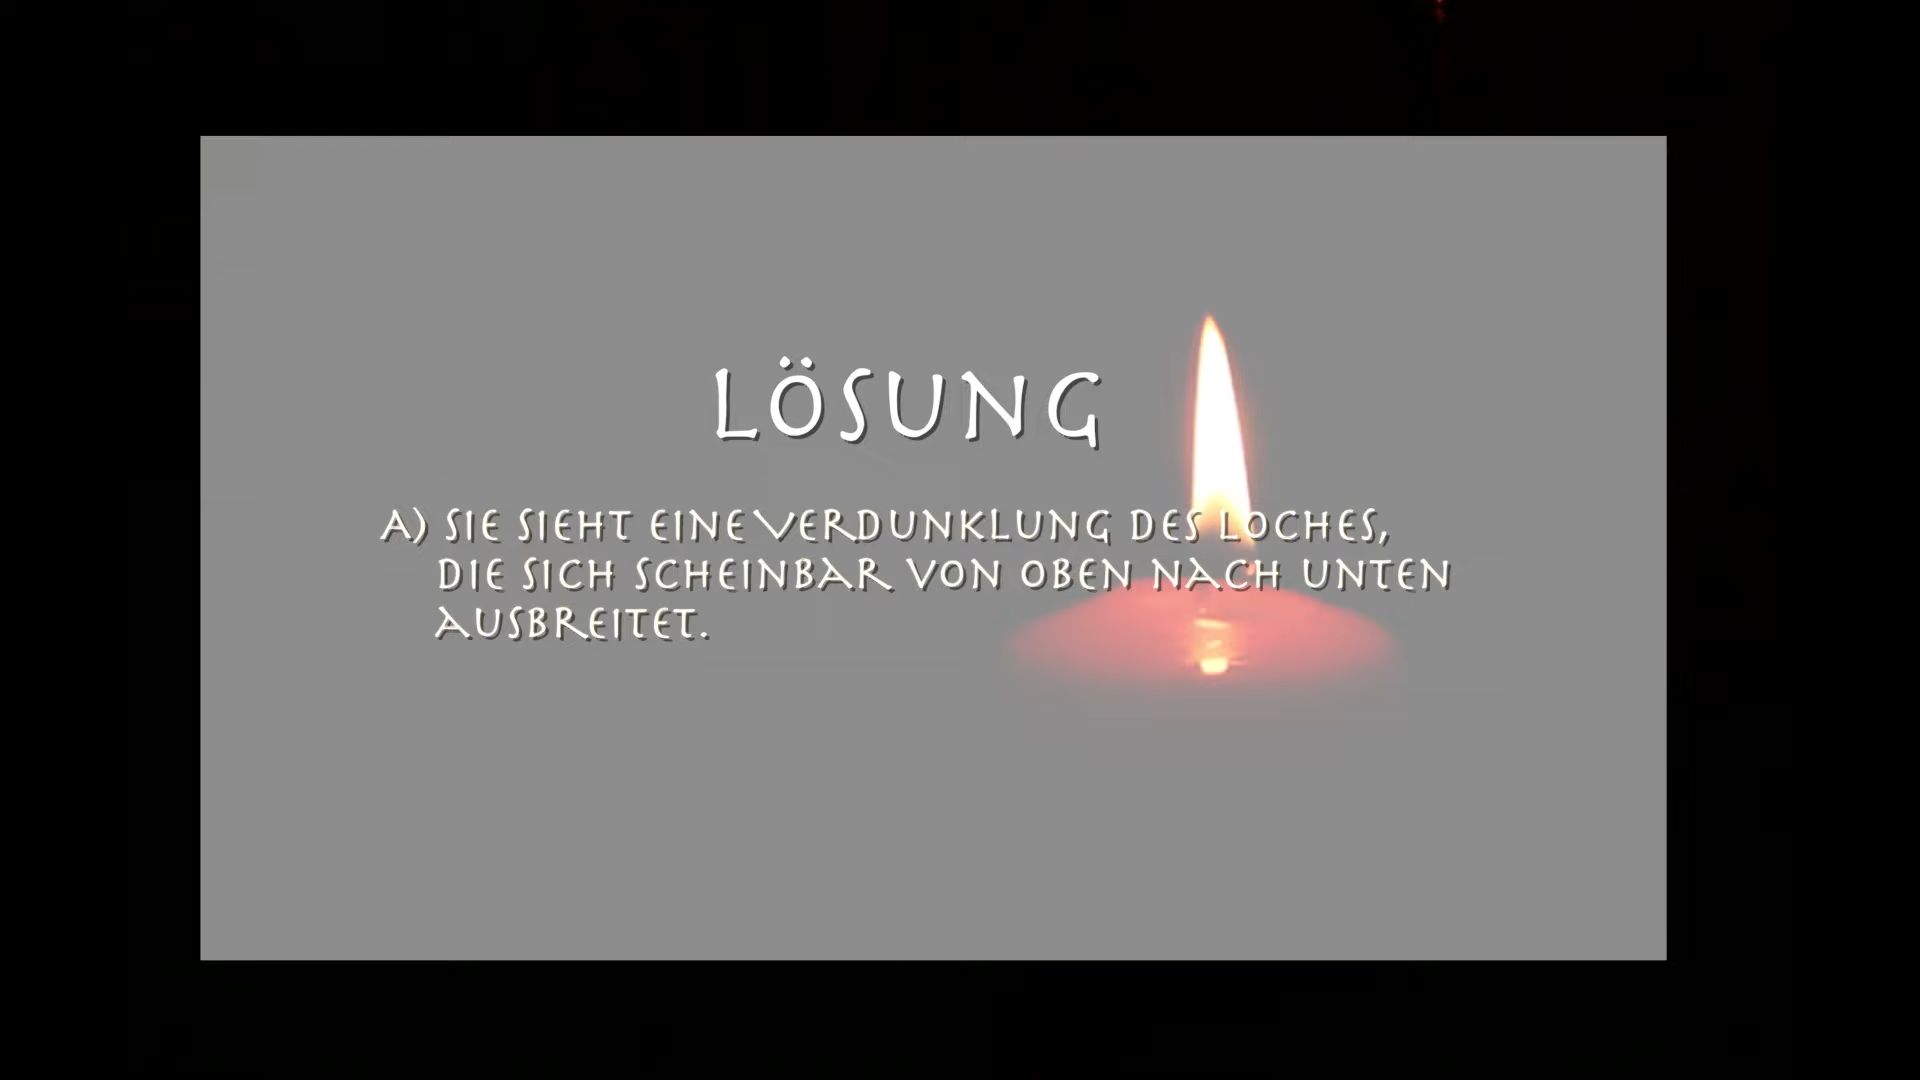 LÖSUNG
A) SIE SIEHT EINE VERDUNKLUNG DES LOCHES,
DIE SICH SCHEINBAR VON OBEN NACH UNTEN
AUSBREITET.